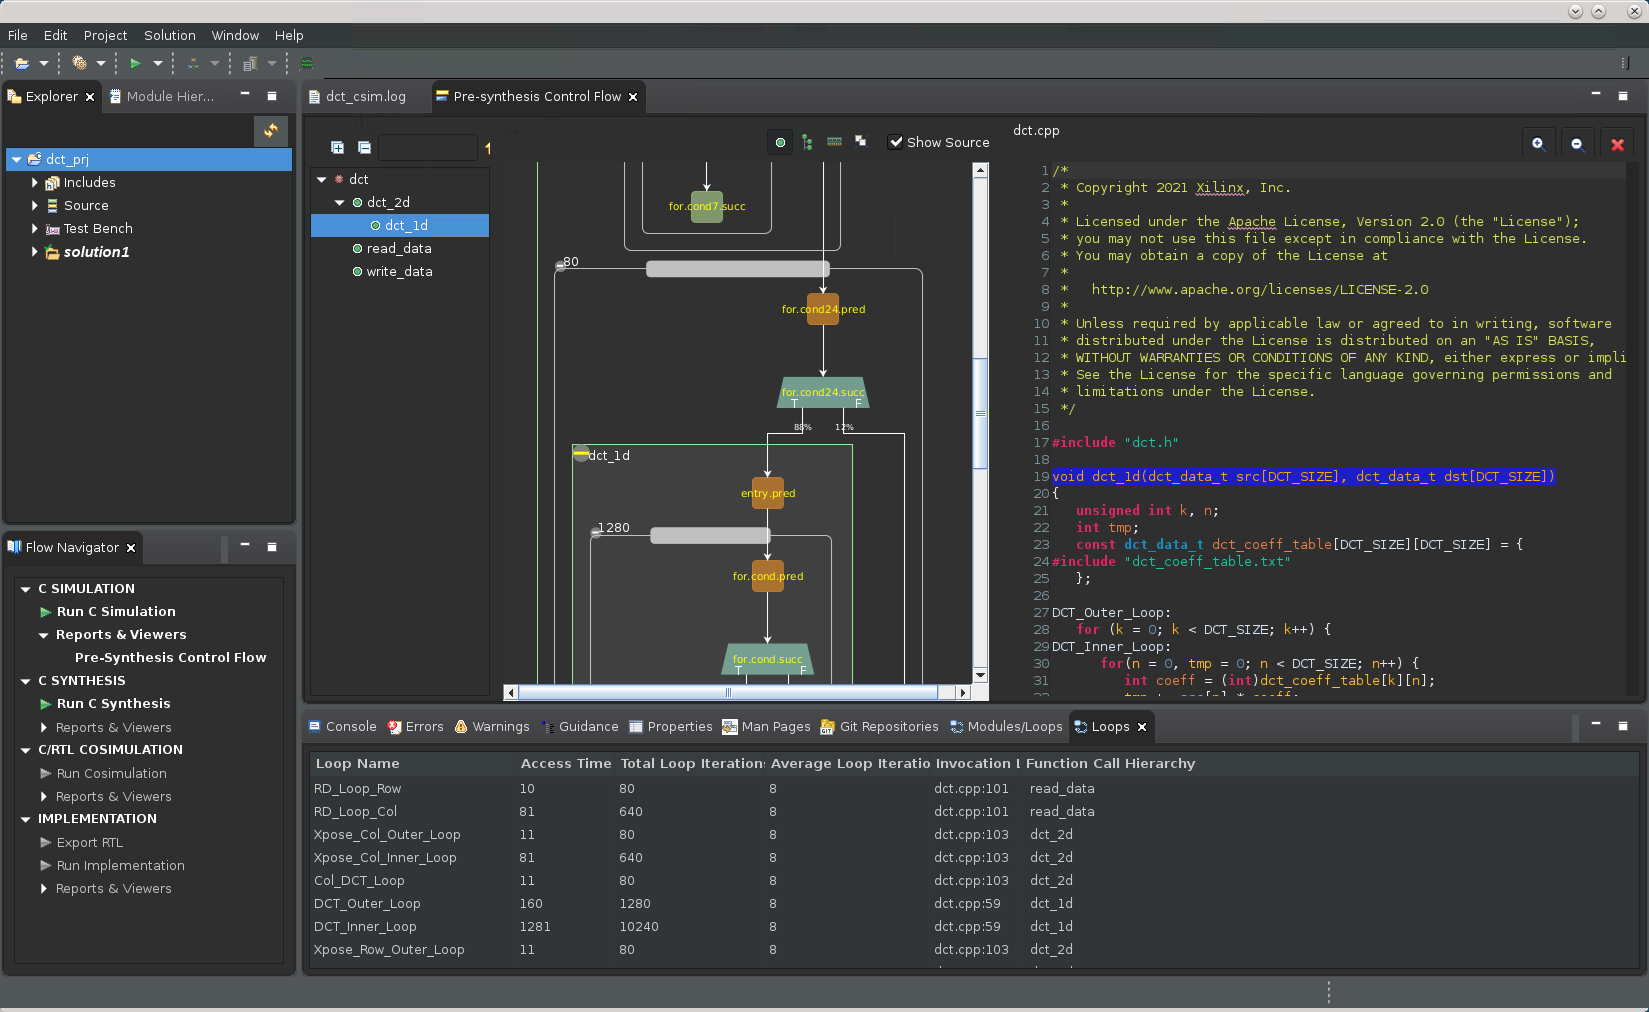 File Edit Project Solution Window Help
Explorer
Module Hier...
dct_prj
Includes
Source
Test Bench
solution1
Flow Navigator
C SIMULATION
Run C Simulation
Reports & Viewers
Pre-Synthesis Control Flow
C SYNTHESIS
Run C Synthesis
Reports & Viewers
C/RTL COSIMULATION
Run Cosimulation
Reports & Viewers
IMPLEMENTATION
Export RTL
Run Implementation
Reports & Viewers
dct_csim.log
Pre-synthesis Control Flow
Show Source
dct
dct_2d
dct_1d
read_data
write_data
for.cond7.succ
80
for.cond24.pred
for.cond24.succ
T F
88% 12%
dct_1d
entry.pred
1280
for.cond.pred
for.cond.succ
T F
dct.cpp
1 /*
2 * Copyright 2021 Xilinx, Inc.
3 *
4 * Licensed under the Apache License, Version 2.0 (the "License");
5 * you may not use this file except in compliance with the License.
6 * You may obtain a copy of the License at
7 *
8 * http://www.apache.org/licenses/LICENSE-2.0
9 *
10 * Unless required by applicable law or agreed to in writing, software
11 * distributed under the License is distributed on an "AS IS" BASIS,
12 * WITHOUT WARRANTIES OR CONDITIONS OF ANY KIND, either express or impli
13 * See the License for the specific language governing permissions and
14 * limitations under the License.
15 */
16
17 #include "dct.h"
18
19 void dct_1d(dct_data_t src[DCT_SIZE], dct_data_t dst[DCT_SIZE])
20 {
21 unsigned int k, n;
22 int tmp;
23 const dct_data_t dct_coeff_table[DCT_SIZE][DCT_SIZE] = {
24 #include "dct_coeff_table.txt"
25 };
26
27 DCT_Outer_Loop:
28 for (k = 0; k < DCT_SIZE; k++) {
29 DCT_Inner_Loop:
30 for(n = 0, tmp = 0; n < DCT_SIZE; n++) {
31 int coeff = (int)dct_coeff_table[k][n];
Console Errors Warnings Guidance Properties Man Pages Git Repositories Modules/Loops Loops
Loop Name Access Time Total Loop Iteration Average Loop Iteratio Invocation L Function Call Hierarchy
RD_Loop_Row 10 80 8 dct.cpp:101 read_data
RD_Loop_Col 81 640 8 dct.cpp:101 read_data
Xpose_Col_Outer_Loop 11 80 8 dct.cpp:103 dct_2d
Xpose_Col_Inner_Loop 81 640 8 dct.cpp:103 dct_2d
Col_DCT_Loop 11 80 8 dct.cpp:103 dct_2d
DCT_Outer_Loop 160 1280 8 dct.cpp:59 dct_1d
DCT_Inner_Loop 1281 10240 8 dct.cpp:59 dct_1d
Xpose_Row_Outer_Loop 11 80 8 dct.cpp:103 dct_2d